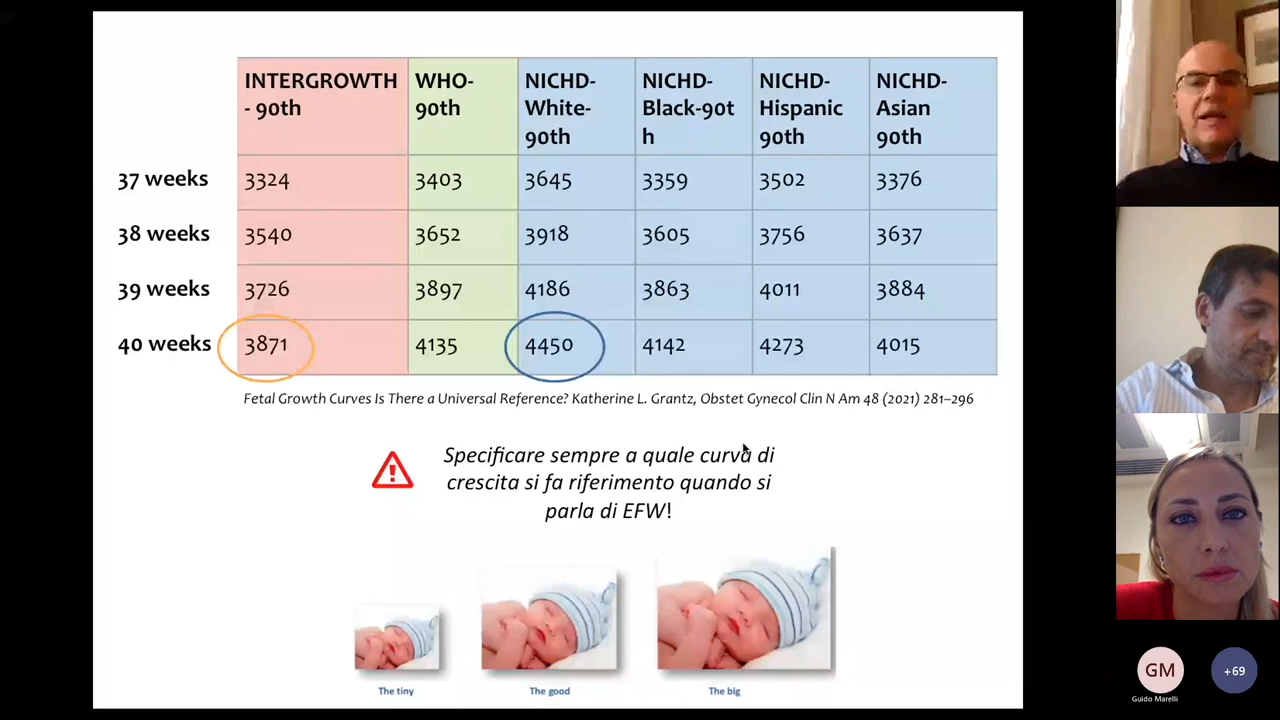 INTERGROWTH WHO- NICHD- NICHD- NICHD- NICHD-
- 90th 90th White- Black-90t Hispanic Asian
90th h 90th 90th
37 weeks 3324 3403 3645 3359 3502 3376
38 weeks 3540 3652 3918 3605 3756 3637
39 weeks 3726 3897 4186 3863 4011 3884
40 weeks 3871 4135 4450 4142 4273 4015
Fetal Growth Curves Is There a Universal Reference? Katherine L. Grantz, Obstet Gynecol Clin N Am 48 (2021) 281–296
Specificare sempre a quale curva di
crescita si fa riferimento quando si
parla di EFW!
The tiny The good The big
GM +69
Guido Marelli